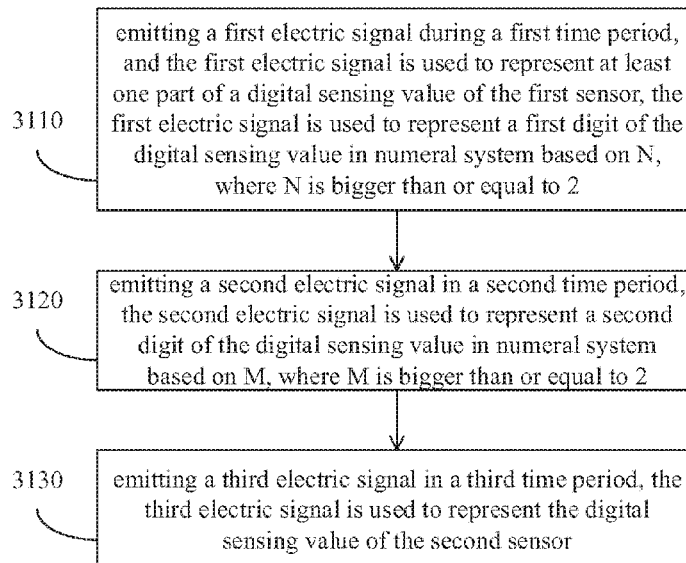 emitting a first electric signal during a first time period,
and the first electric signal is used to represent at least
one part of a digital sensing value of the first sensor, the
3110
first electric signal is used to represent a first digit of the
digital sensing value in numeral system based on N,
where N is bigger than or equal to 2
emitting a second electric signal in a second time period,
3120
the second electric signal is used to represent a second
digit of the digital sensing value in numeral system
based on M, where M is bigger than or equal to 2
3130
emitting a third electric signal in a third time period, the
third electric signal is used to represent the digital
sensing value of the second sensor